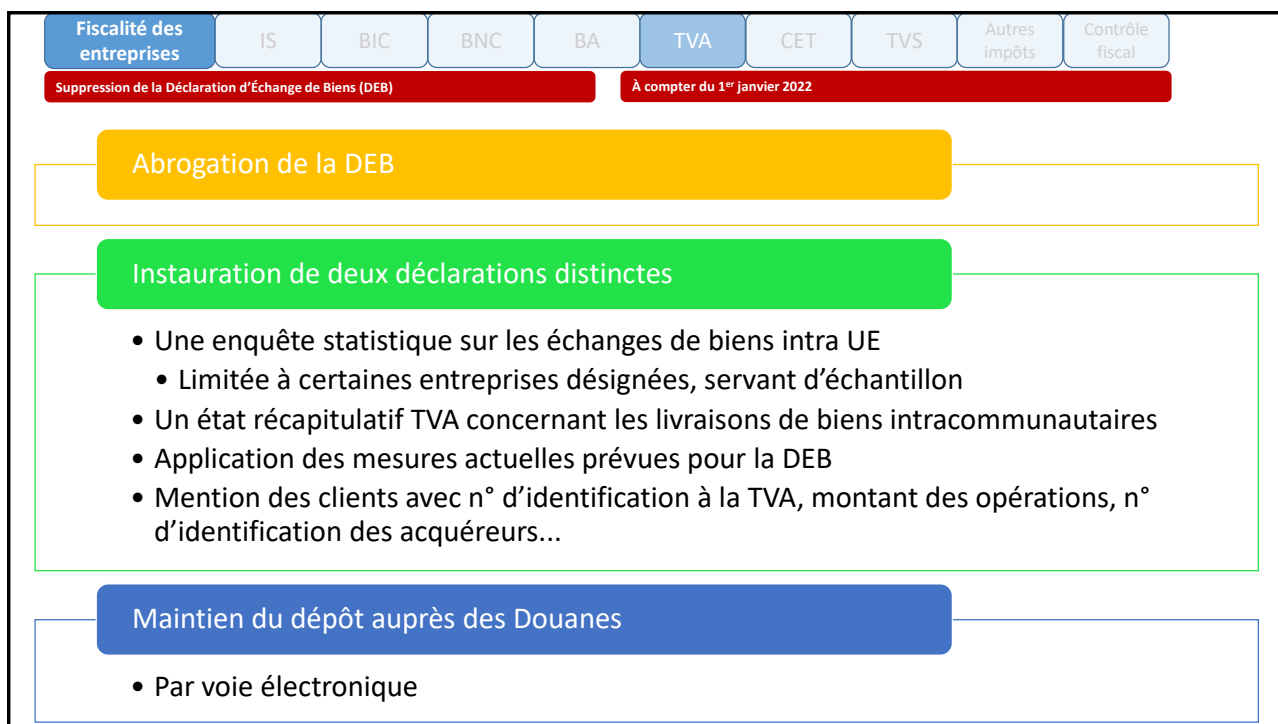 Fiscalité des
entreprises
IS
BIC
BNC
BA
TVA
CET
TVS
Autres
impôts
Contrôle
fiscal
Suppression de la Déclaration d’Échange de Biens (DEB)
À compter du 1er janvier 2022
Abrogation de la DEB
Instauration de deux déclarations distinctes
• Une enquête statistique sur les échanges de biens intra UE
• Limitée à certaines entreprises désignées, servant d’échantillon
• Un état récapitulatif TVA concernant les livraisons de biens intracommunautaires
• Application des mesures actuelles prévues pour la DEB
• Mention des clients avec n° d’identification à la TVA, montant des opérations, n°
d’identification des acquéreurs...
Maintien du dépôt auprès des Douanes
• Par voie électronique